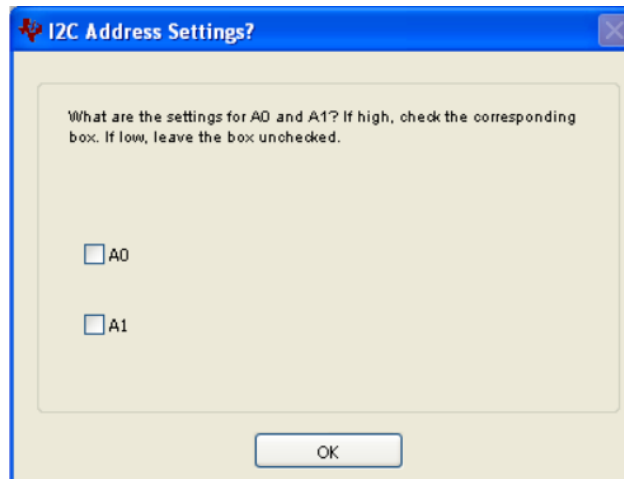 I2C Address Settings?
What are the settings for A0 and A1? If high, check the corresponding
box. If low, leave the box unchecked.
A0
A1
OK